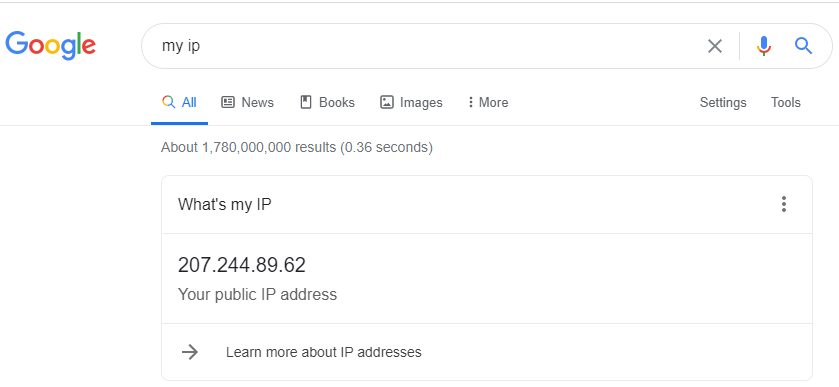 Google my ip
All News Books Images More Settings Tools
About 1,780,000,000 results (0.36 seconds)
What's my IP
207.244.89.62
Your public IP address
Learn more about IP addresses